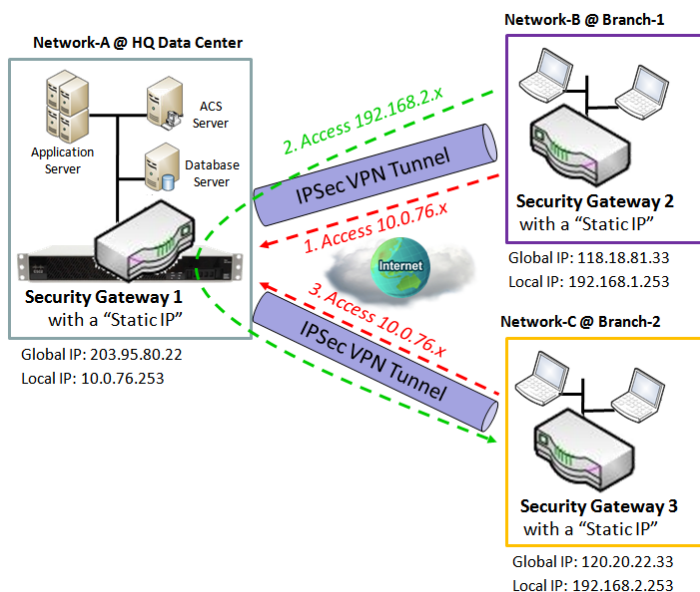 Network-A @ HQ Data Center
Application
Server
ACS
Server
Database
Server
Security Gateway 1
with a “Static IP”
Global IP: 203.95.80.22
Local IP: 10.0.76.253
2. Access 192.168.2.x
IPSec VPN Tunnel
1. Access 10.0.76.x
Internet
3. Access 10.0.76.x
IPSec VPN Tunnel
Network-B @ Branch-1
Security Gateway 2
with a “Static IP”
Global IP: 118.18.81.33
Local IP: 192.168.1.253
Network-C @ Branch-2
Security Gateway 3
with a “Static IP”
Global IP: 120.20.22.33
Local IP: 192.168.2.253